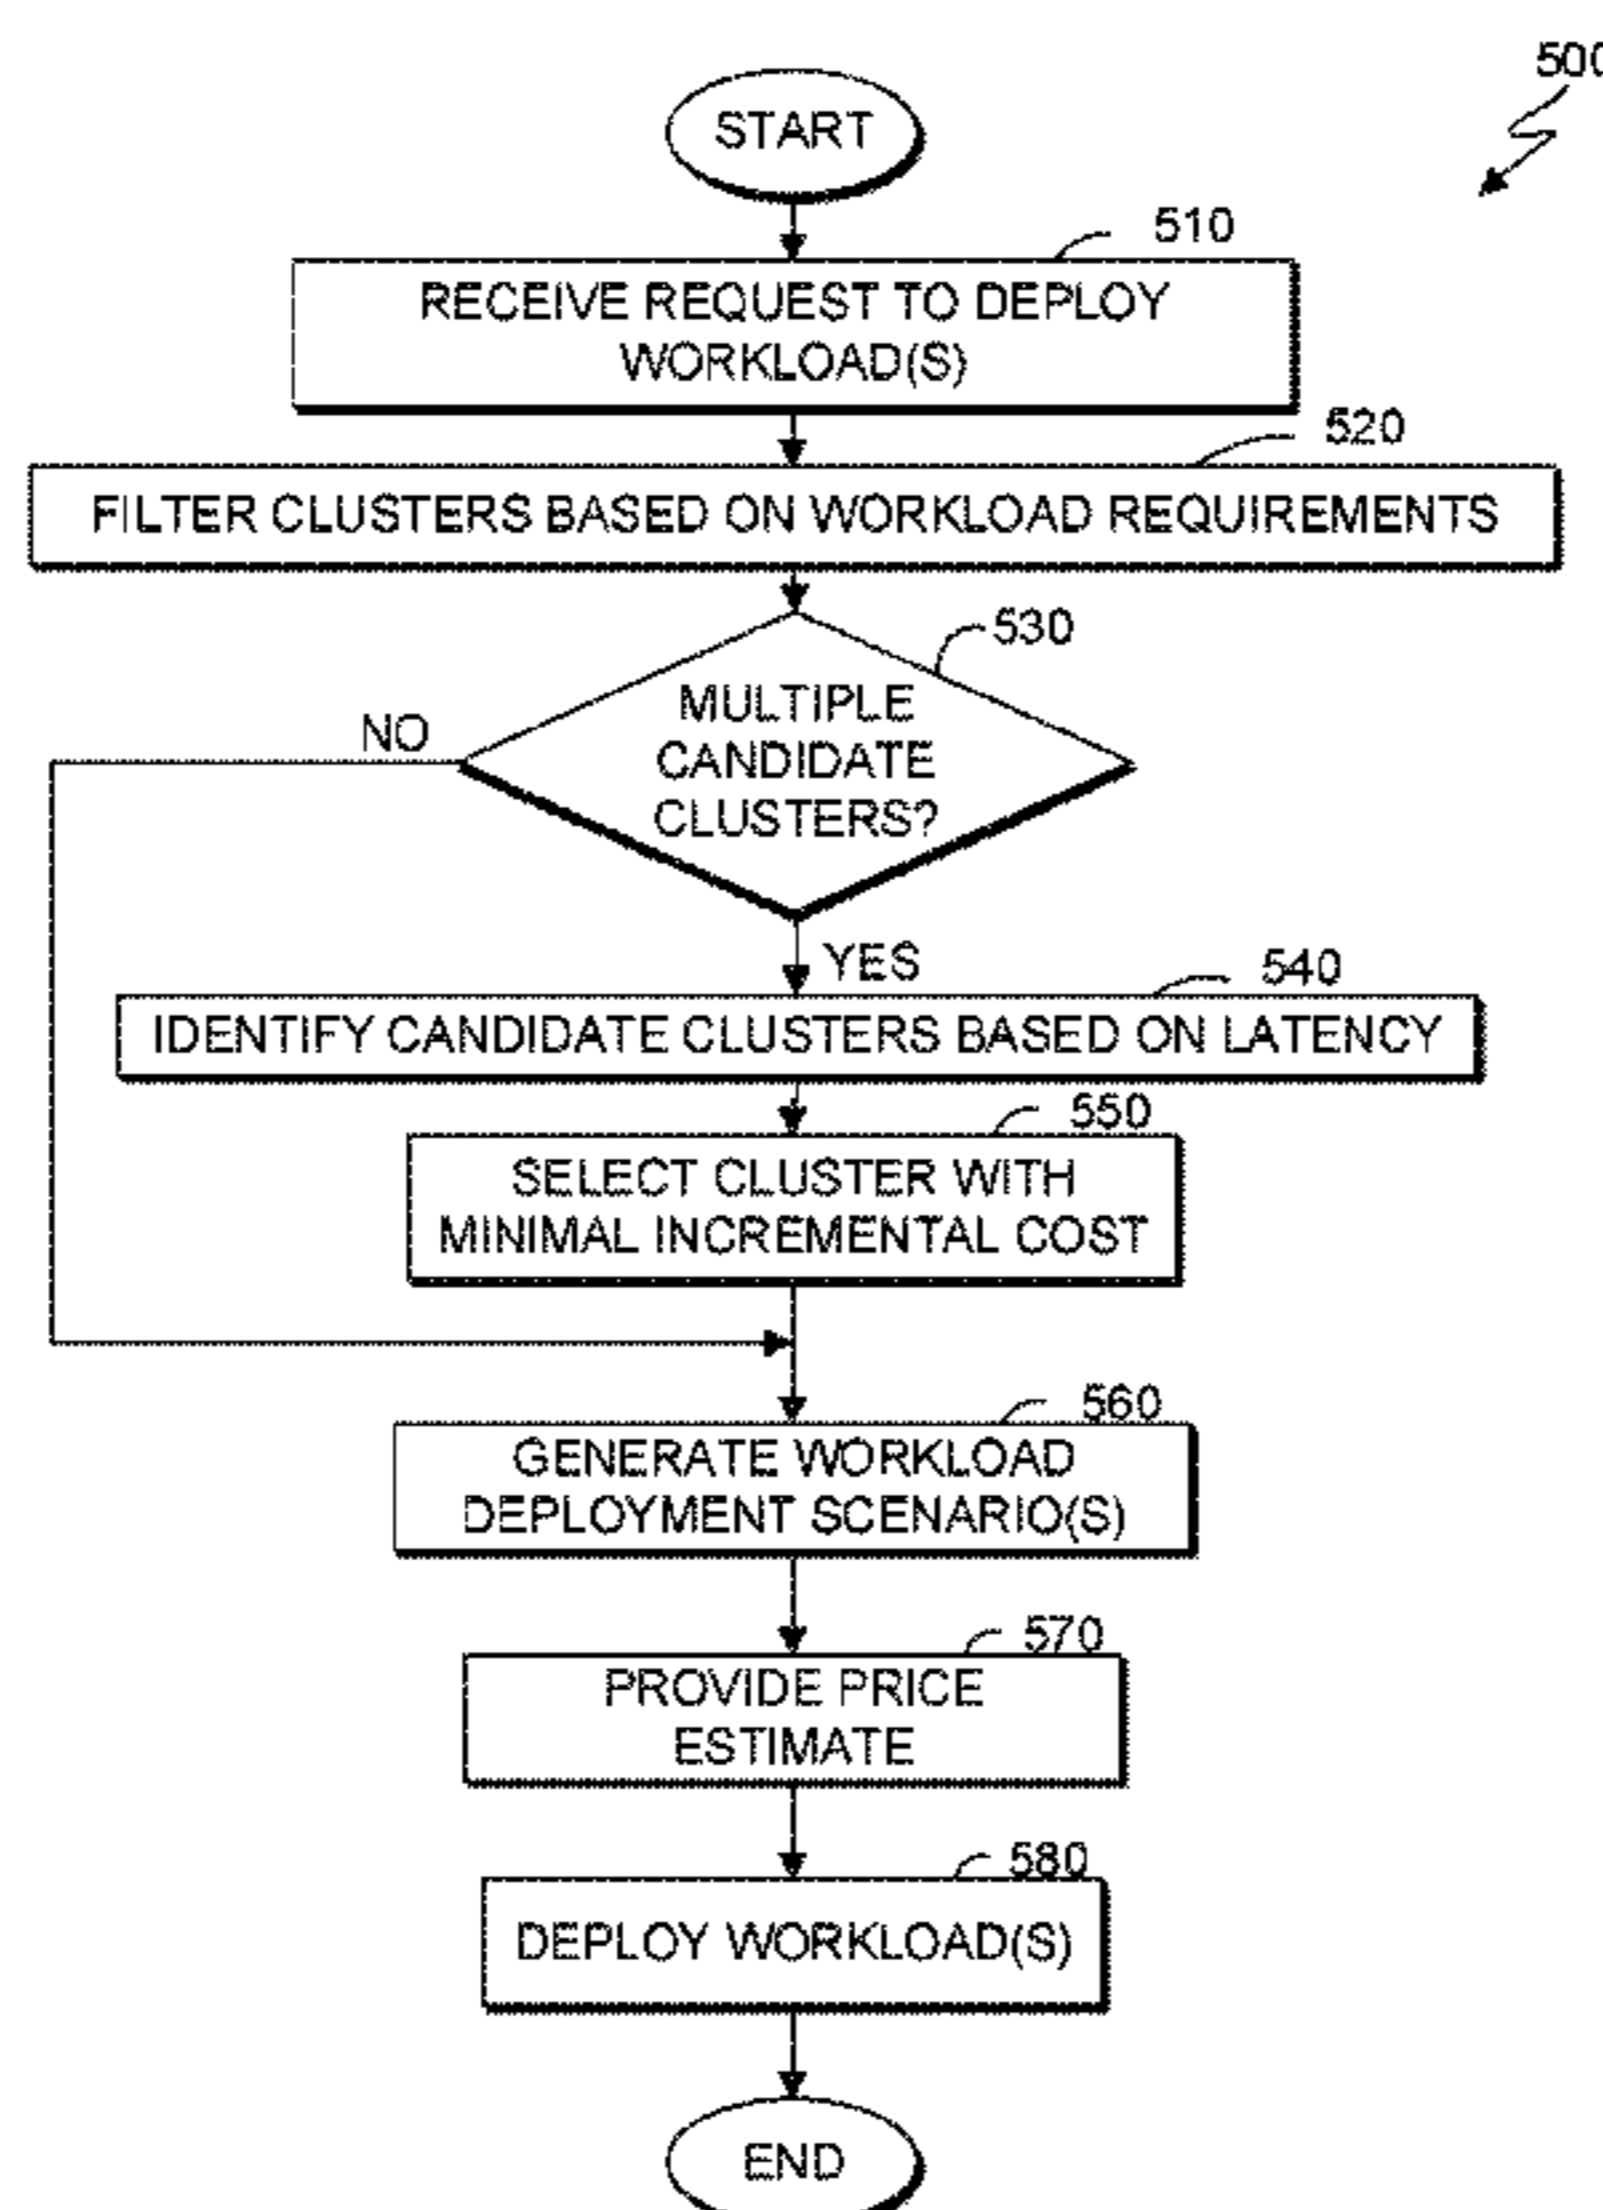 500
START
510
RECEIVE REQUEST TO DEPLOY
WORKLOAD(S)
520
FILTER CLUSTERS BASED ON WORKLOAD REQUIREMENTS
530
MULTIPLE
CANDIDATE
CLUSTERS?
NO
YES
540
IDENTIFY CANDIDATE CLUSTERS BASED ON LATENCY
550
SELECT CLUSTER WITH
MINIMAL INCREMENTAL COST
560
GENERATE WORKLOAD
DEPLOYMENT SCENARIO(S)
570
PROVIDE PRICE
ESTIMATE
580
DEPLOY WORKLOAD(S)
END